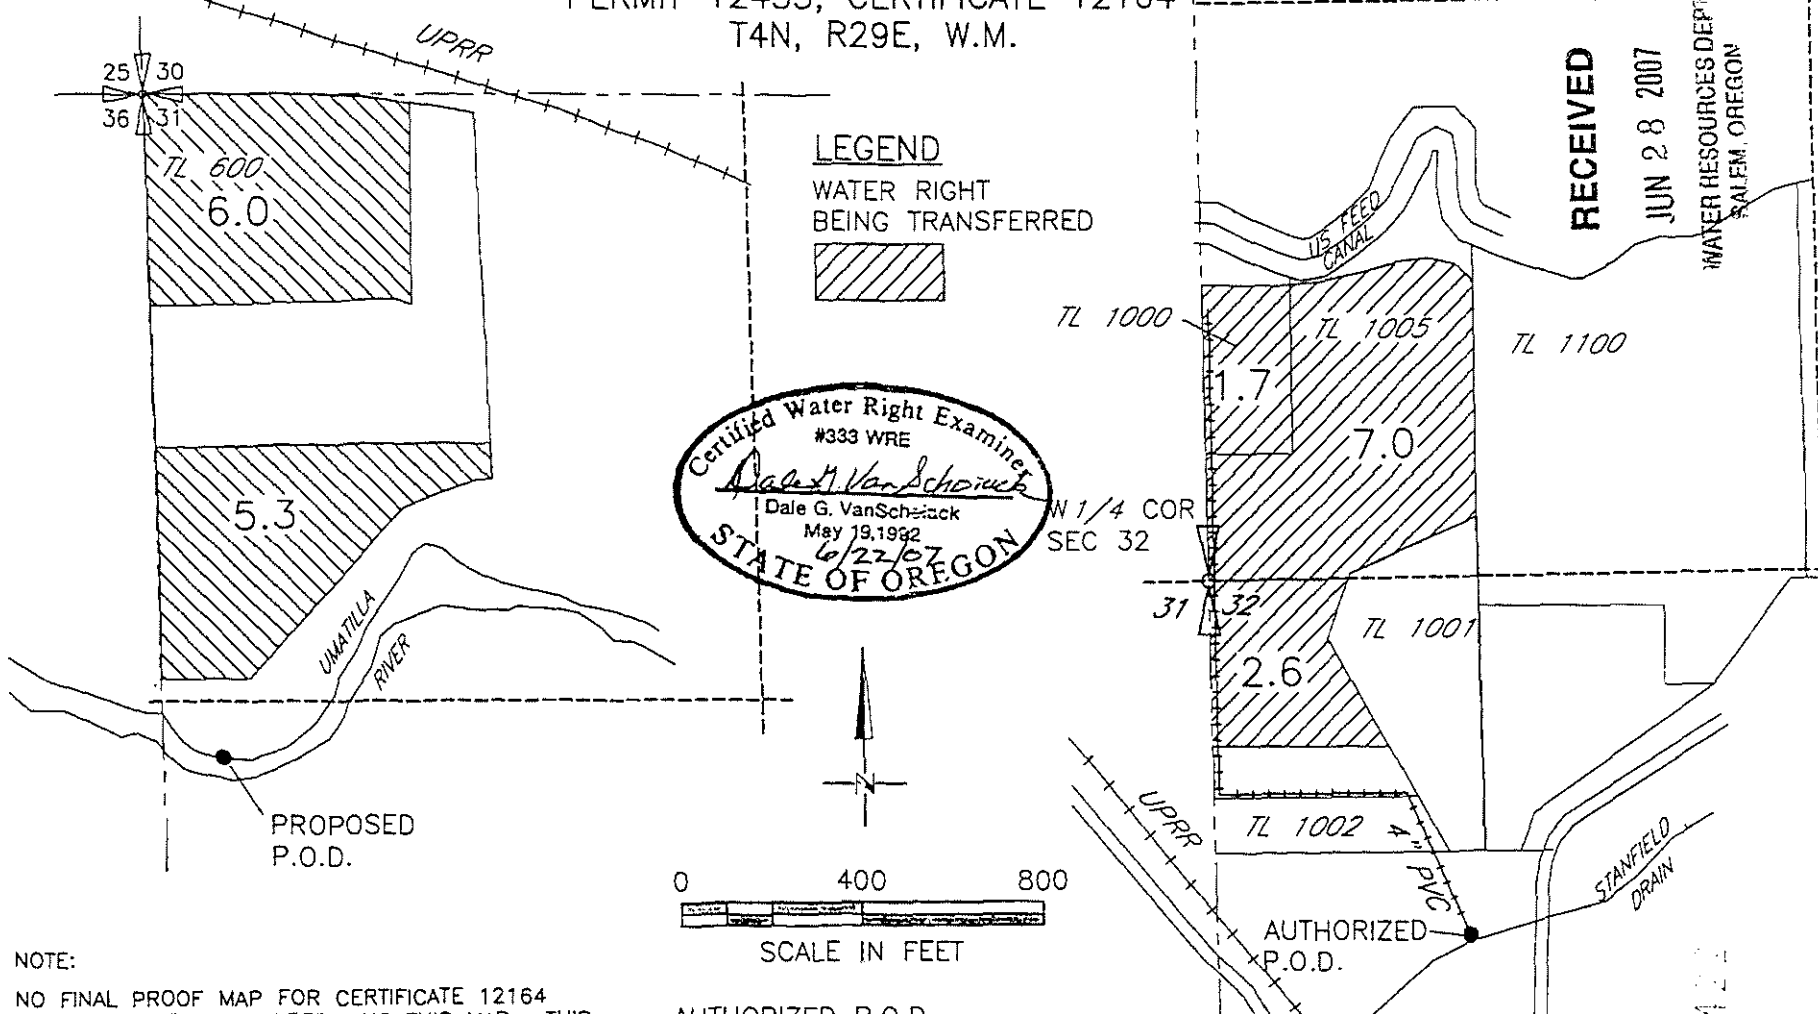 T4N, R29E, W.M.
UPRR
25 30
36 31
TL 600
6.0
5.3
UMATILLA
RIVER
PROPOSED
P.O.D.
LEGEND
WATER RIGHT
BEING TRANSFERRED
Certified Water Right Examiner
#333 WRE
Dale G. VanSchoiack
May 19, 1992
6/22/07
STATE OF OREGON
N
0 400 800
SCALE IN FEET
RECEIVED
JUN 28 2007
WATER RESOURCES DEPT
SALEM, OREGON
US FEED
CANAL
TL 1000
TL 1005
TL 1100
1.7
7.0
W 1/4 COR
SEC 32
31 32
TL 1001
2.6
UPRR
TL 1002
4" PVC
STANFIELD
DRAIN
AUTHORIZED
P.O.D.
NOTE:
NO FINAL PROOF MAP FOR CERTIFICATE 12164
AUTHORIZED P.O.D.